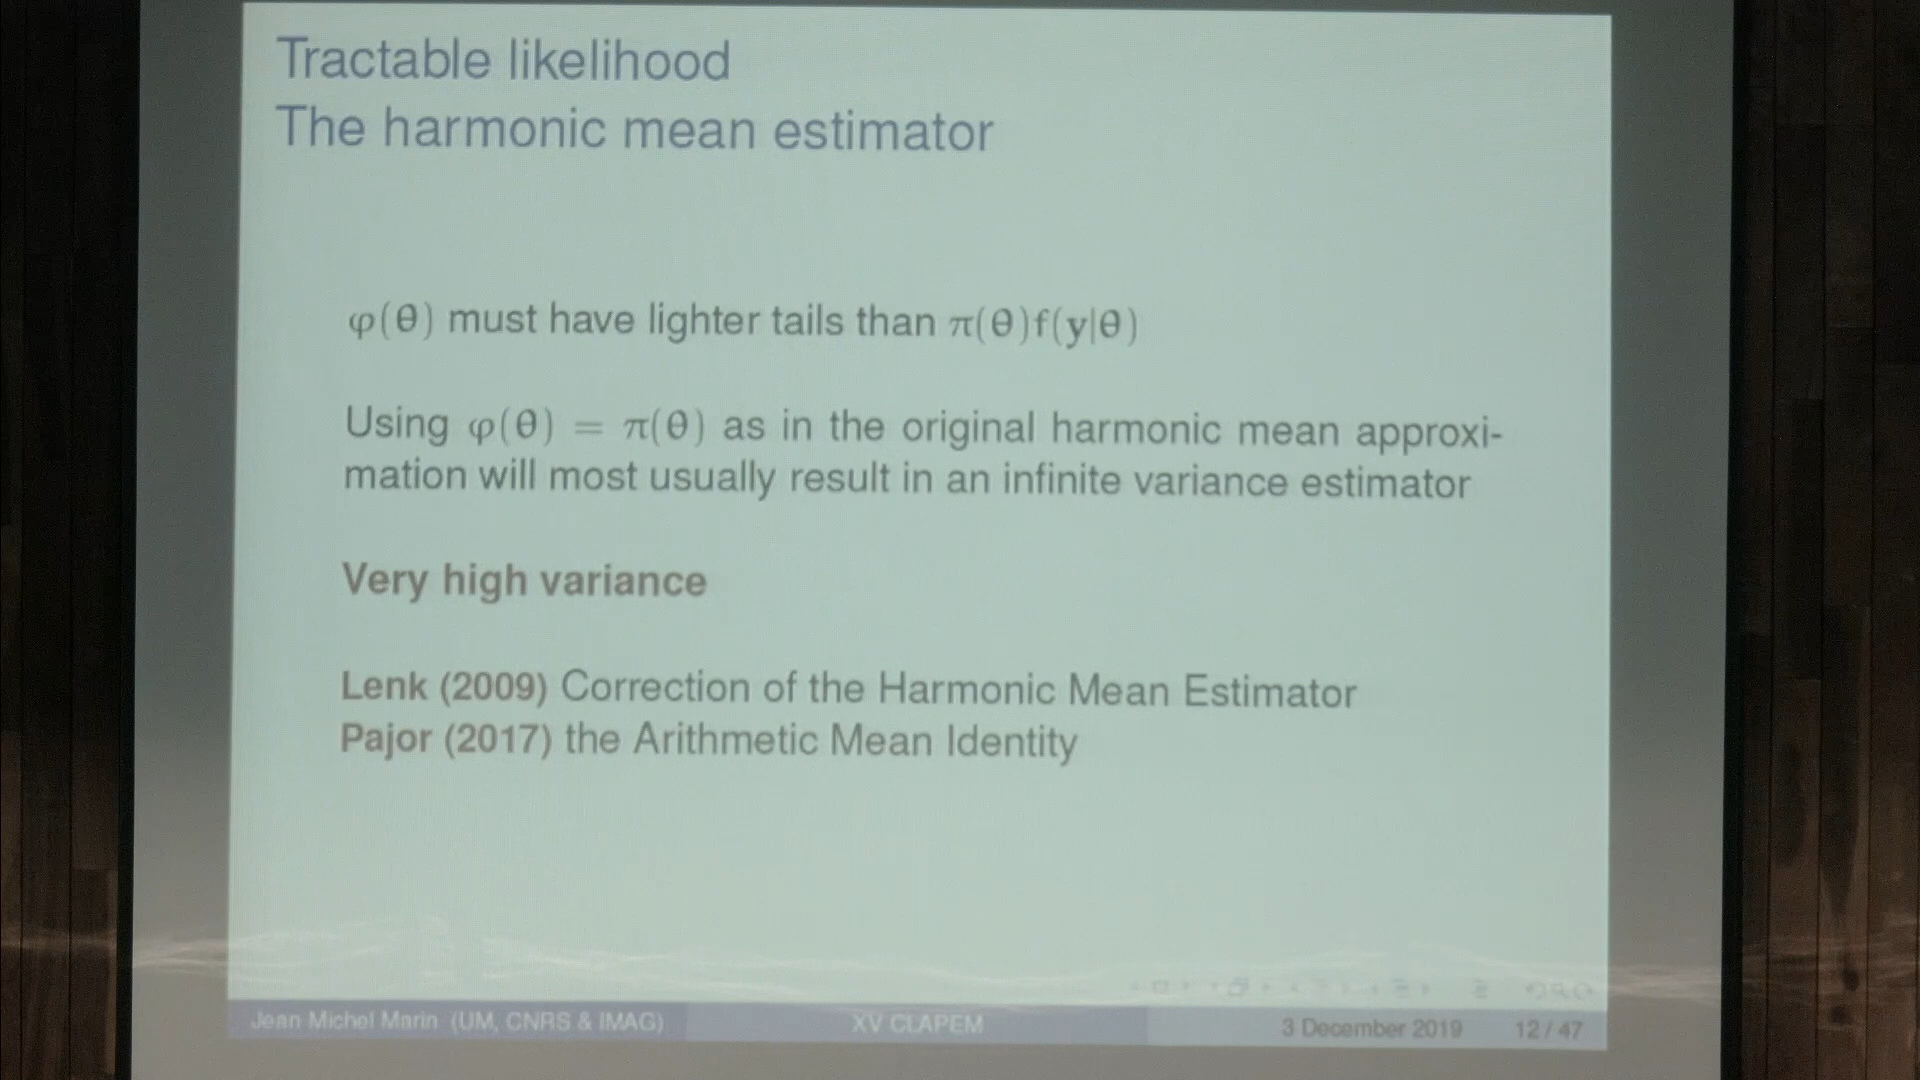 Tractable likelihood
The harmonic mean estimator
φ(θ) must have lighter tails than π(θ)f(y|θ)
Using φ(θ) = π(θ) as in the original harmonic mean approxi-
mation will most usually result in an infinite variance estimator
Very high variance
Lenk (2009) Correction of the Harmonic Mean Estimator
Pajor (2017) the Arithmetic Mean Identity
Jean Michel Marin (UM, CNRS & IMAG) XV CLAPEM 3 December 2019 12 / 47